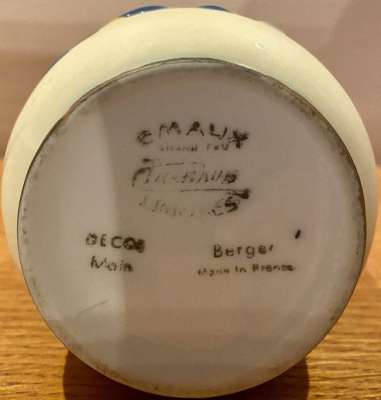 EMAUX
GRAND FEU
LIMOGES
DECOR
Main
Berger
Made in France